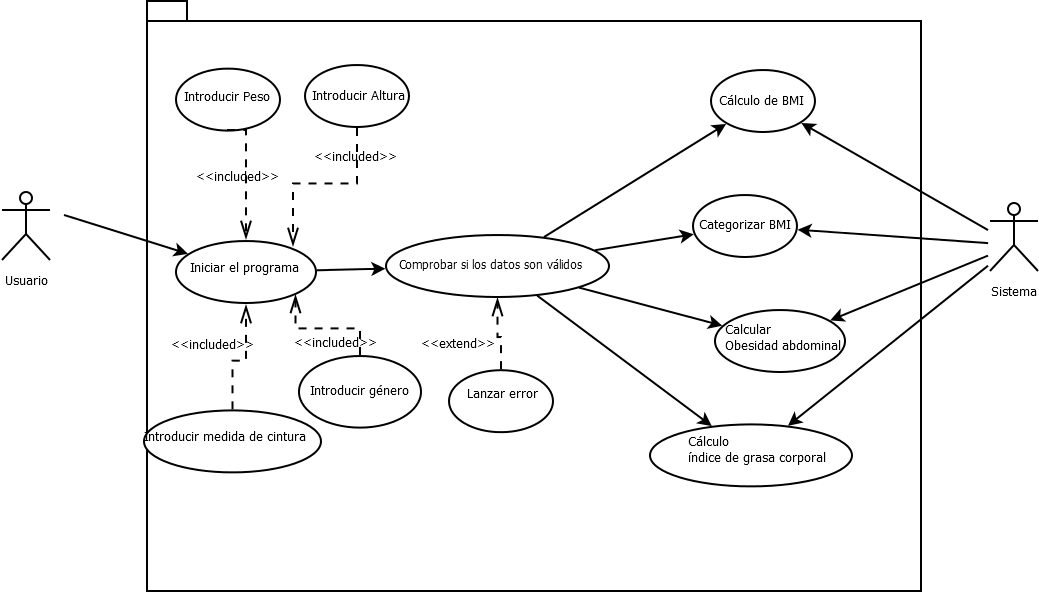 Introducir Peso
Introducir Altura
Cálculo de BMI
<<included>>
<<included>>
Categorizar BMI
Usuario
Iniciar el programa
Comprobar si los datos son válidos
Sistema
<<included>>
<<included>>
<<extend>>
Calcular
Obesidad abdominal
Introducir género
Lanzar error
Introducir medida de cintura
Cálculo
índice de grasa corporal